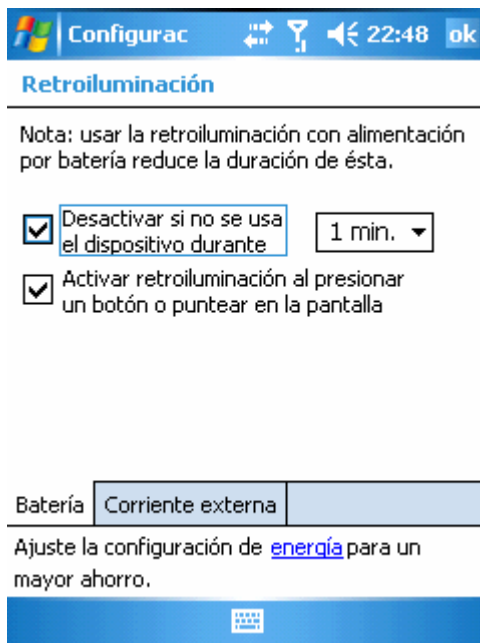 Configurac 22:48 ok
Retroiluminación
Nota: usar la retroiluminación con alimentación
por batería reduce la duración de ésta.
Desactivar si no se usa
el dispositivo durante
1 min.
Activar retroiluminación al presionar
un botón o puntear en la pantalla
Batería Corriente externa
Ajuste la configuración de energía para un
mayor ahorro.